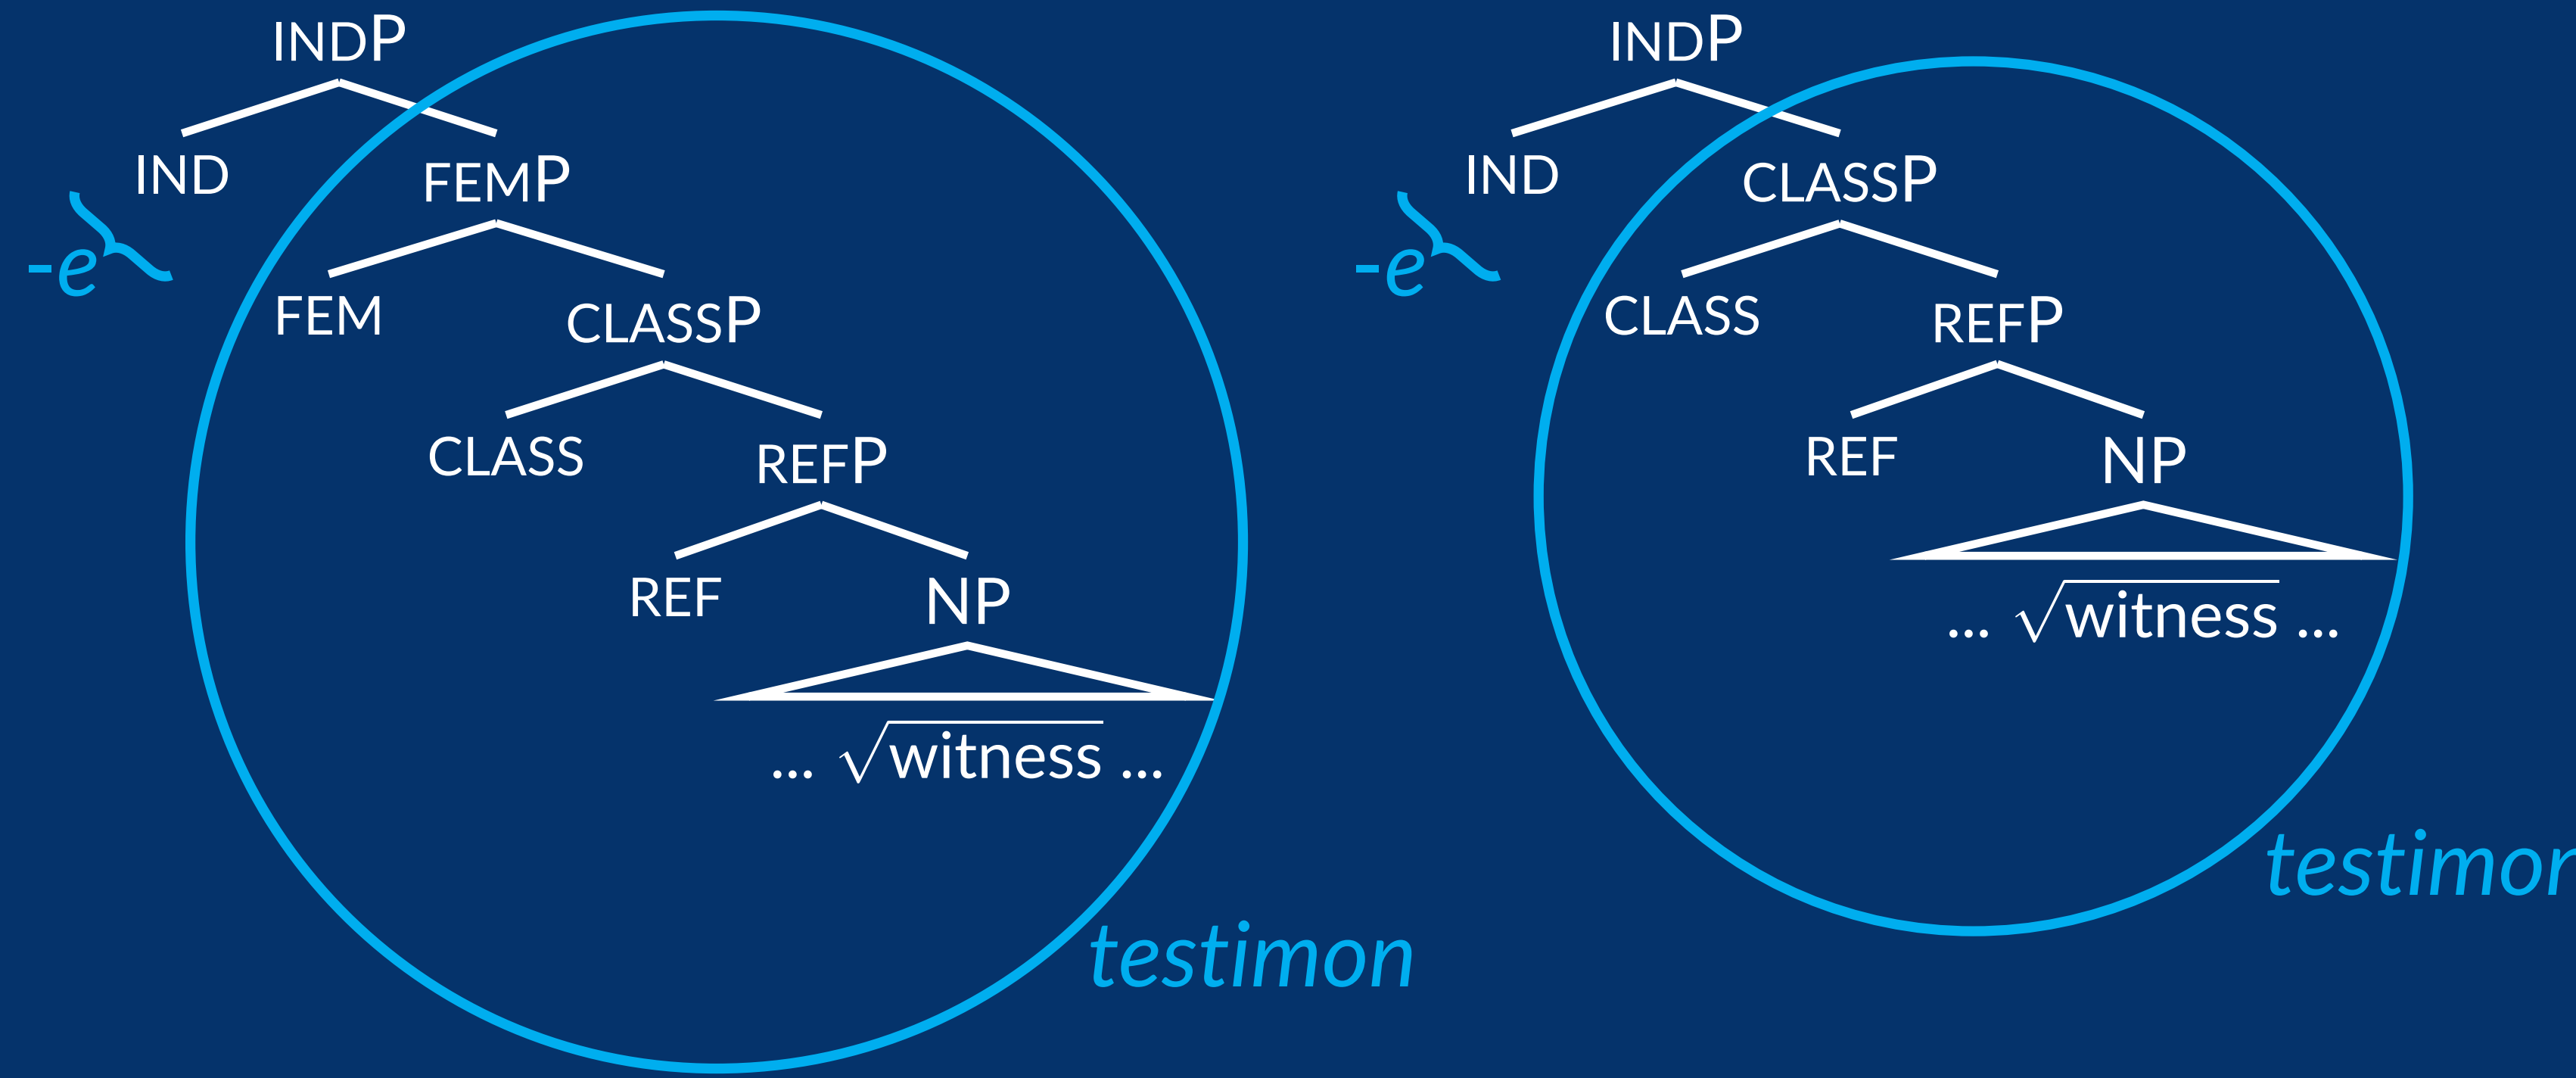 INDP
IND FEMP
-e
FEM CLASSP
CLASS REFP
REF NP
... √witness ...
testimon
INDP
IND CLASSP
-e
CLASS REFP
REF NP
... √witness ...